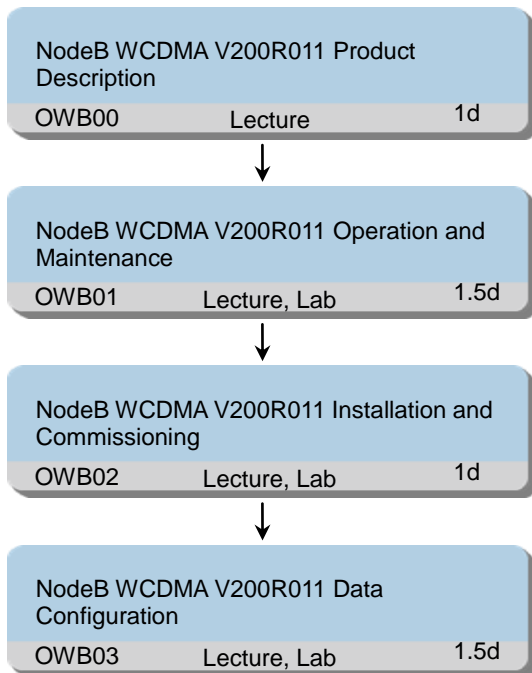 NodeB WCDMA V200R011 Product
Description
OWB00 Lecture 1d
NodeB WCDMA V200R011 Operation and
Maintenance
OWB01 Lecture, Lab 1.5d
NodeB WCDMA V200R011 Installation and
Commissioning
OWB02 Lecture, Lab 1d
NodeB WCDMA V200R011 Data
Configuration
OWB03 Lecture, Lab 1.5d